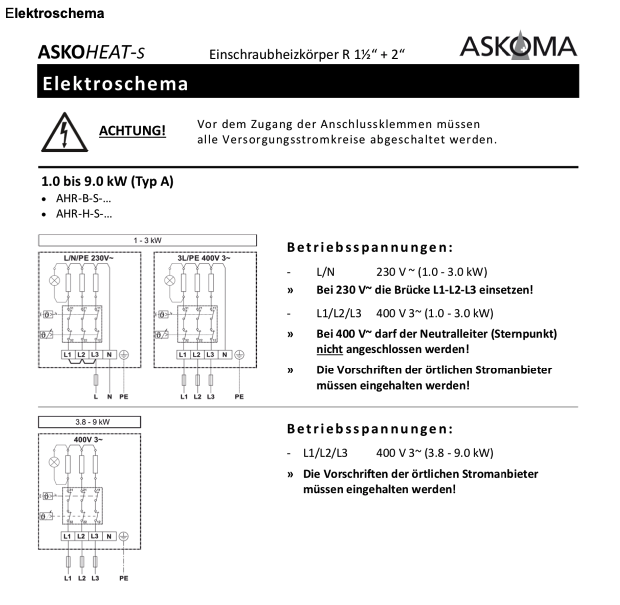 Elektroschema
ASKOHEAT-S Einschraubheizkörper R 1½“ + 2“ ASKOMA
Elektroschema
ACHTUNG! Vor dem Zugang der Anschlussklemmen müssen
alle Versorgungsstromkreise abgeschaltet werden.
1.0 bis 9.0 kW (Typ A)
• AHR-B-S-…
• AHR-H-S-…
1 - 3 kW
L/N/PE 230V~ 3L/PE 400V 3~
L1 L2 L3 N L1 L2 L3 N
L N PE L1 L2 L3 PE
Betriebsspannungen:
- L/N 230 V ~ (1.0 - 3.0 kW)
» Bei 230 V~ die Brücke L1-L2-L3 einsetzen!
- L1/L2/L3 400 V 3~ (1.0 - 3.0 kW)
» Bei 400 V~ darf der Neutralleiter (Sternpunkt)
nicht angeschlossen werden!
» Die Vorschriften der örtlichen Stromanbieter
müssen eingehalten werden!
3.8 - 9 kW
400V 3~
L1 L2 L3 N
L1 L2 L3 PE
Betriebsspannungen:
- L1/L2/L3 400 V 3~ (3.8 - 9.0 kW)
» Die Vorschriften der örtlichen Stromanbieter
müssen eingehalten werden!